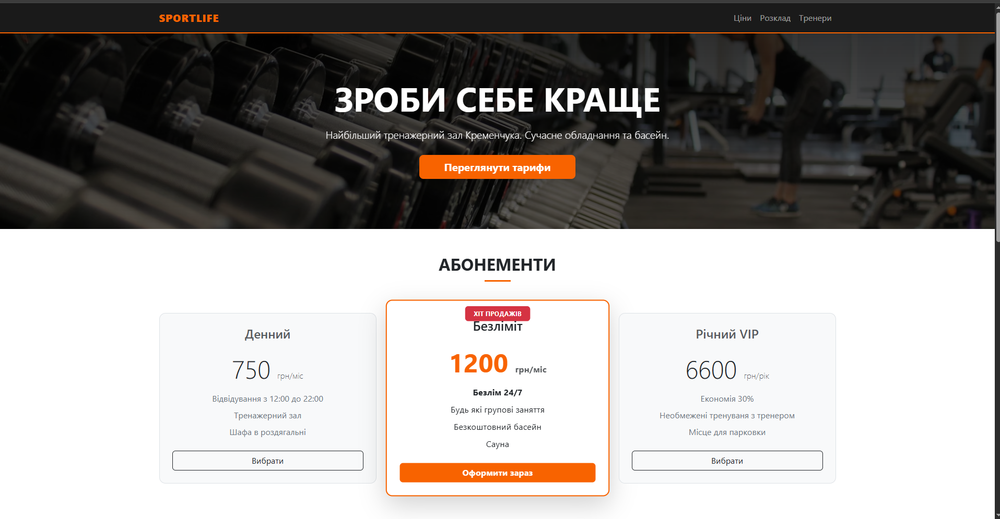 SPORTLIFE
Ціни Розклад Тренери
ЗРОБИ СЕБЕ КРАЩЕ
Найбільший тренажерний зал Кременчука. Сучасне обладнання та басейн.
Переглянути тарифи
АБОНЕМЕНТИ
Денний
750 грн/міс
Відвідування з 12:00 до 22:00
Тренажерний зал
Шафа в роздягальні
Вибрати
ХІТ ПРОДАЖІВ
Безліміт
1200 грн/міс
Безлім 24/7
Будь які групові заняття
Безкоштовний басейн
Сауна
Оформити зараз
Річний VIP
6600 грн/рік
Економія 30%
Необмежені тренуваня з тренером
Місце для парковки
Вибрати